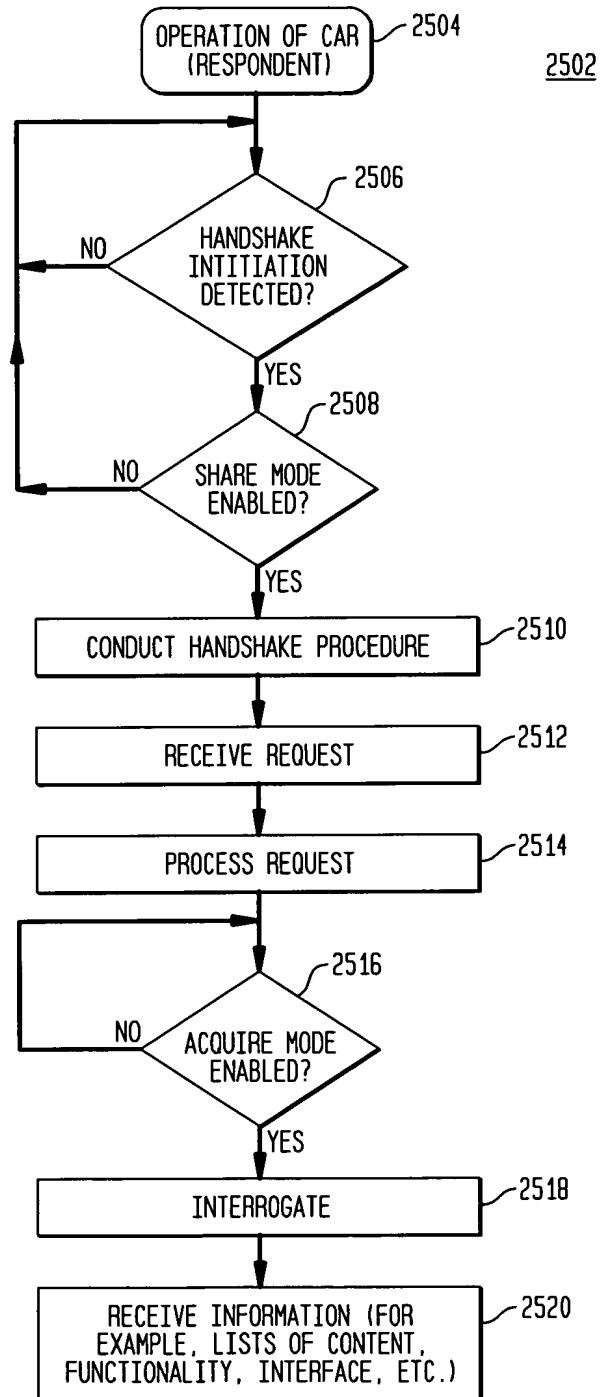 OPERATION OF CAR
(RESPONDENT)
2504
2502
2506
HANDSHAKE
INTITIATION
DETECTED?
NO
YES
2508
SHARE MODE
ENABLED?
NO
YES
CONDUCT HANDSHAKE PROCEDURE
2510
RECEIVE REQUEST
2512
PROCESS REQUEST
2514
2516
ACQUIRE MODE
ENABLED?
NO
YES
INTERROGATE
2518
RECEIVE INFORMATION (FOR
EXAMPLE, LISTS OF CONTENT,
FUNCTIONALITY, INTERFACE, ETC.)
2520